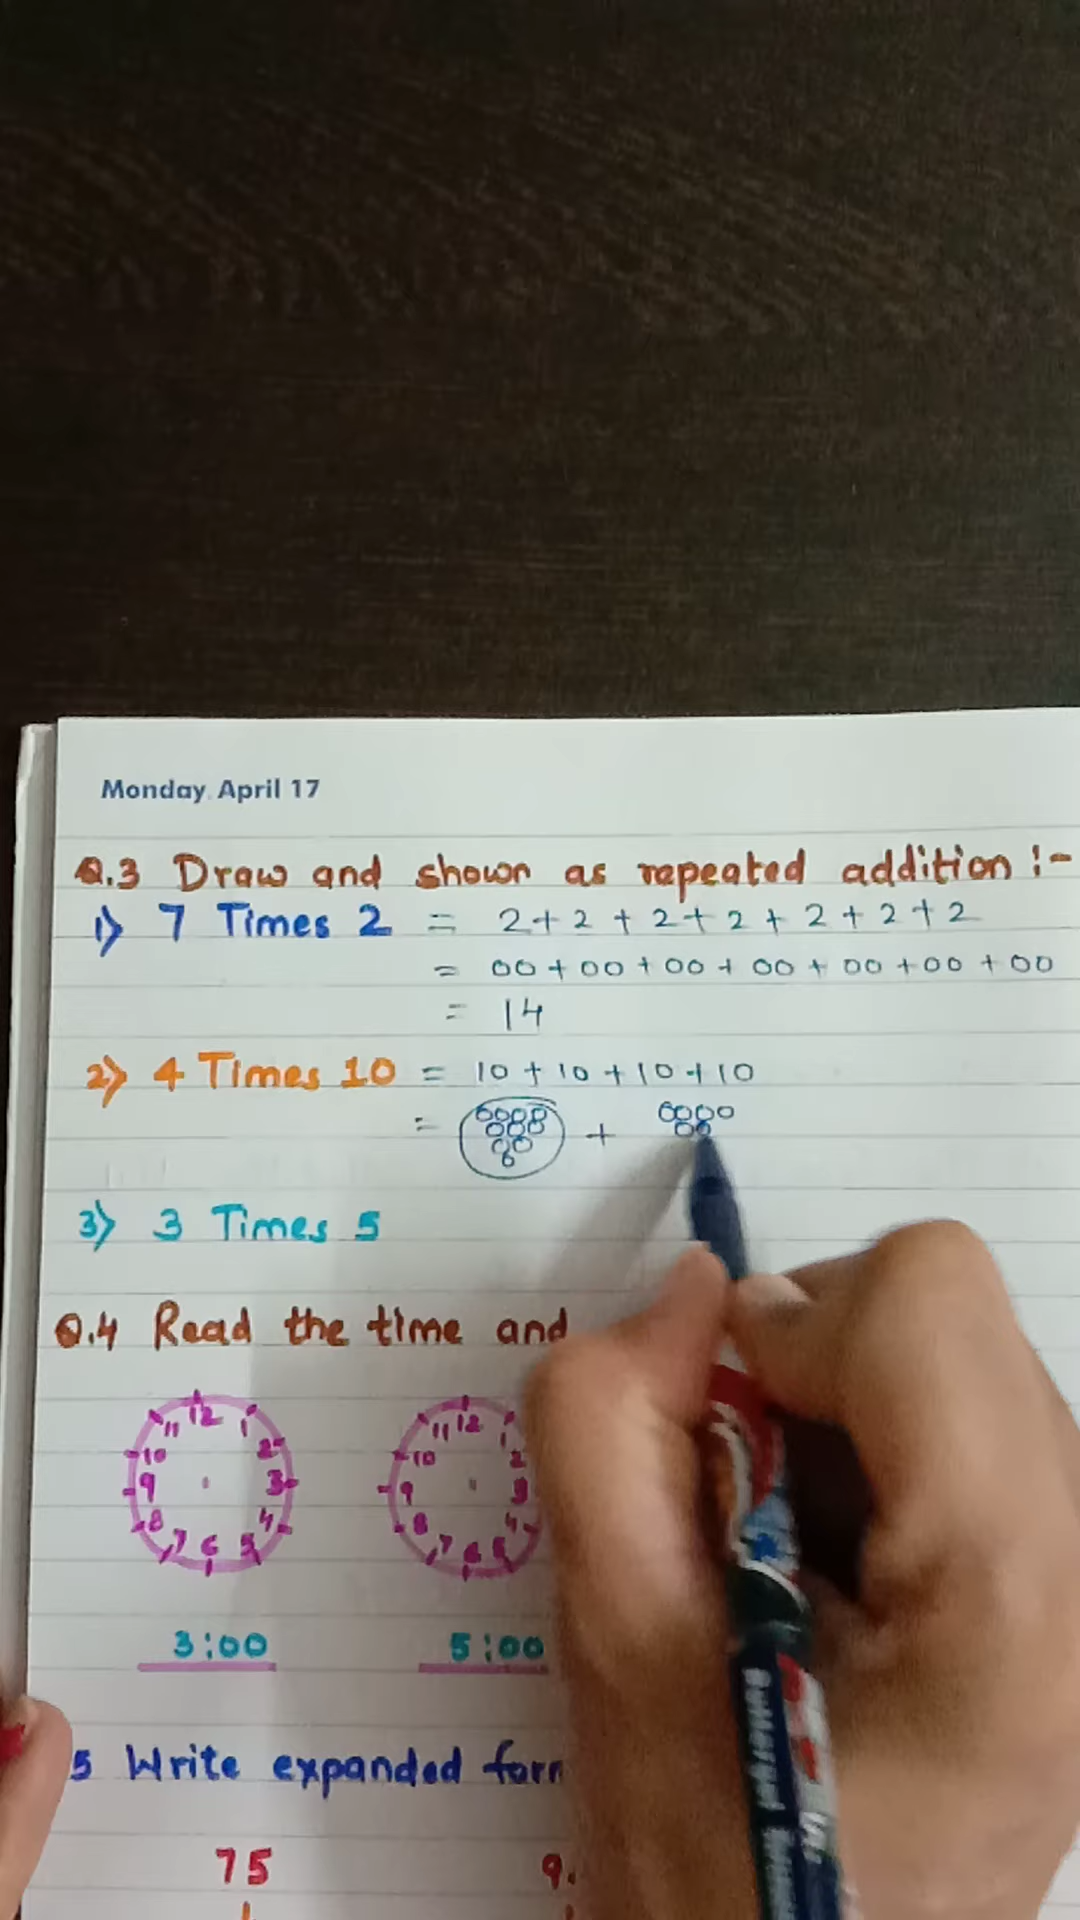 Monday, April 17
Q.3 Draw and shown as repeated addition :-
1) 7 Times 2 = 2 + 2 + 2 + 2 + 2 + 2 + 2
= 00 + 00 + 00 + 00 + 00 + 00 + 00
= 14
2) 4 Times 10 = 10 + 10 + 10 + 10
= +
3) 3 Times 5
Q.4 Read the time and
12 1 2 3 4 5 6 7 8 9 10 11
12 1 2 3 4 5 6 7 8 9 10 11
3:00 5:00
5 Write expanded form
75 9